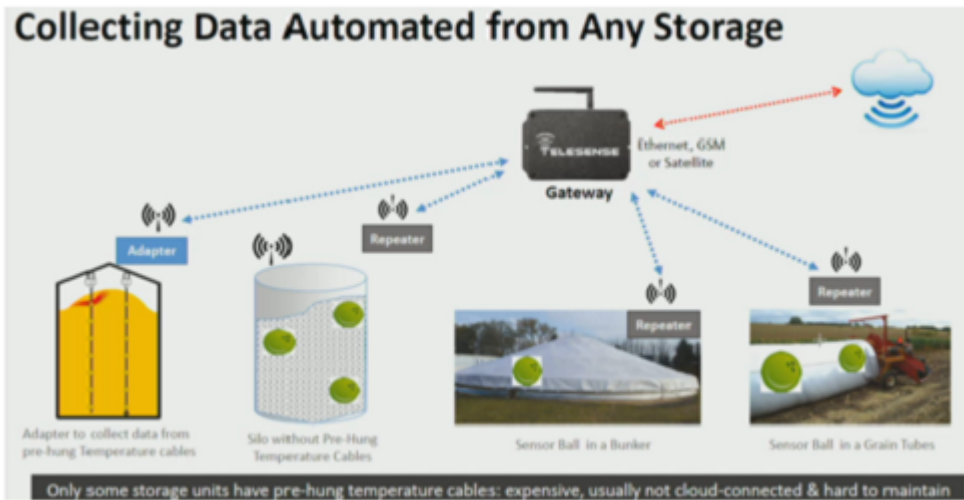 Collecting Data Automated from Any Storage
TELESENSE
Ethernet, GSM
or Satellite
Gateway
Adapter
Repeater
Repeater
Repeater
Adapter to collect data from
pre-hung Temperature cables
Silo without Pre-Hung
Temperature Cables
Sensor Ball in a Bunker
Sensor Ball in a Grain Tubes
Only some storage units have pre-hung temperature cables: expensive, usually not cloud-connected & hard to maintain